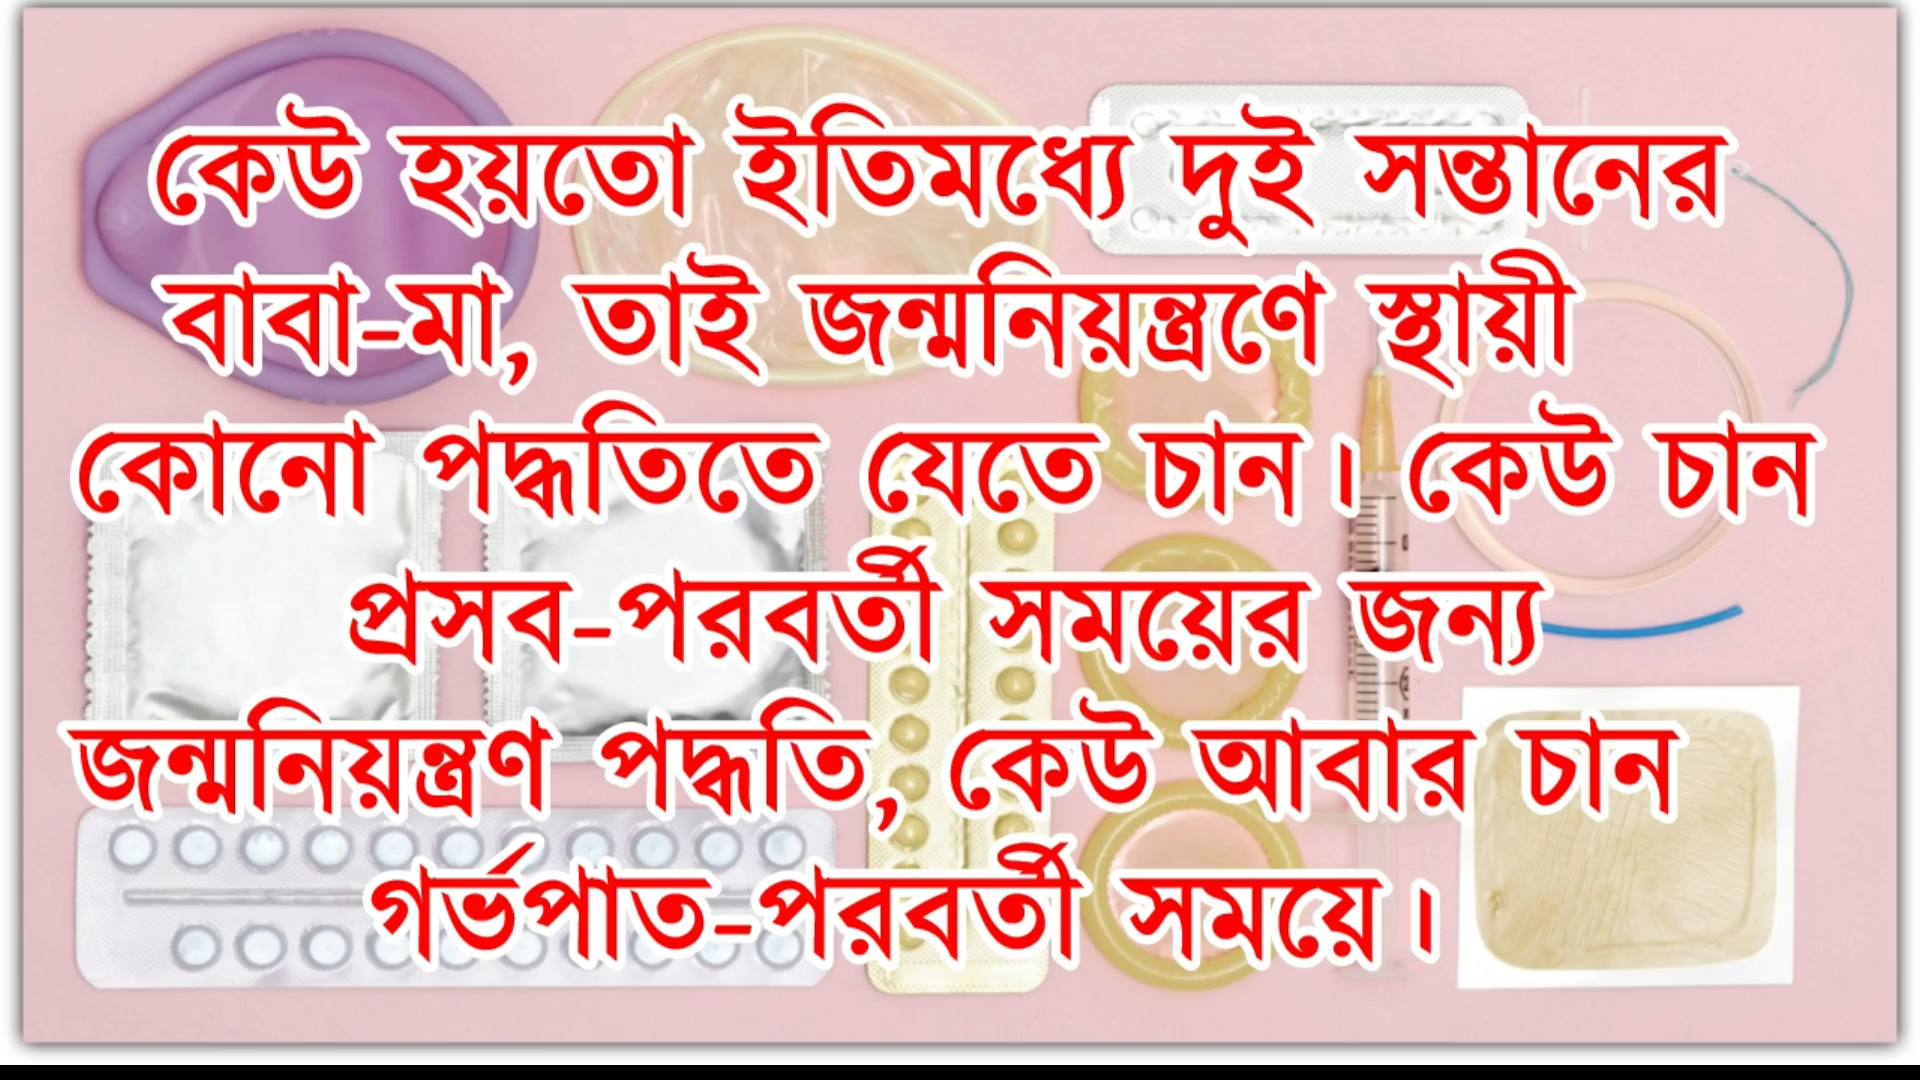 কেউ হয়তো ইতিমধ্যে দুই সন্তানের
বাবা-মা, তাই জন্মনিয়ন্ত্রণে স্থায়ী
কোনো পদ্ধতিতে যেতে চান। কেউ চান
প্রসব-পরবর্তী সময়ের জন্য
জন্মনিয়ন্ত্রণ পদ্ধতি, কেউ আবার চান
গর্ভপাত-পরবর্তী সময়ে।